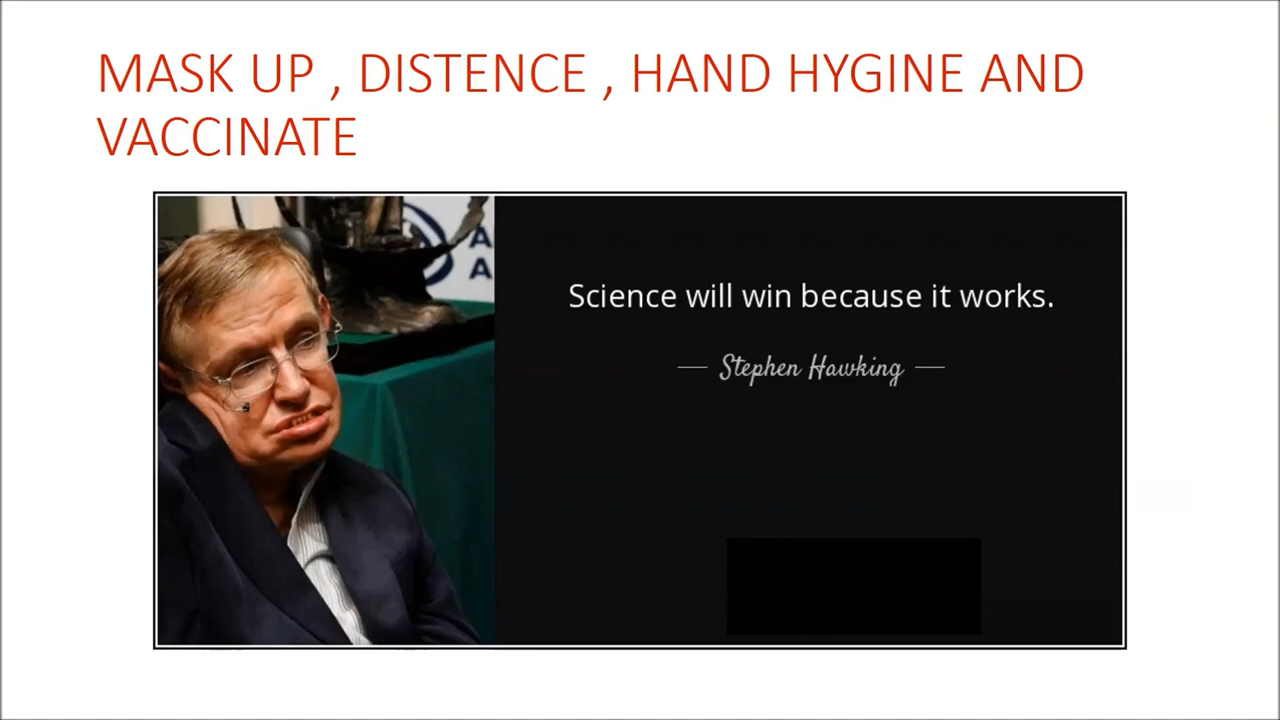 MASK UP , DISTENCE , HAND HYGINE AND
VACCINATE
A
A
Science will win because it works.
Stephen Hawking